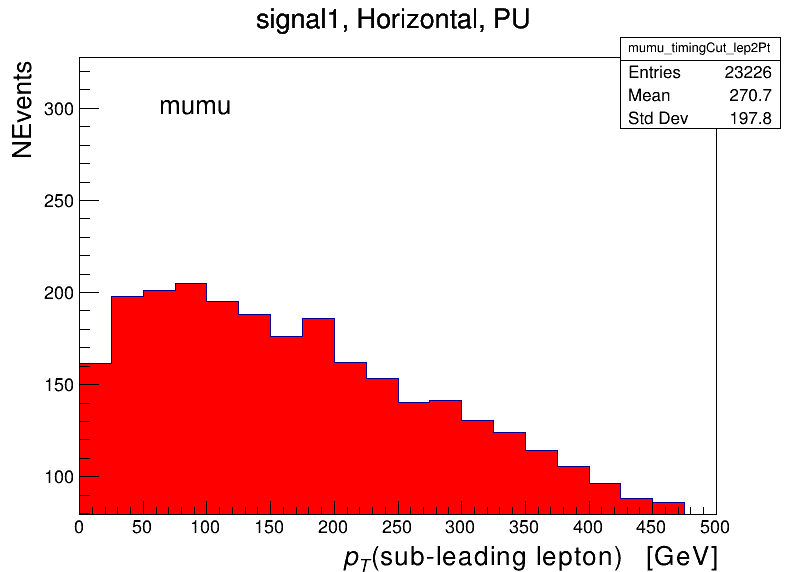 signal1, Horizontal, PU
mumu_timingCut_lep2Pt
Entries 23226
Mean 270.7
Std Dev 197.8
NEvents
mumu
300
250
200
150
100
0 50 100 150 200 250 300 350 400 450 500
pT(sub-leading lepton) [GeV]